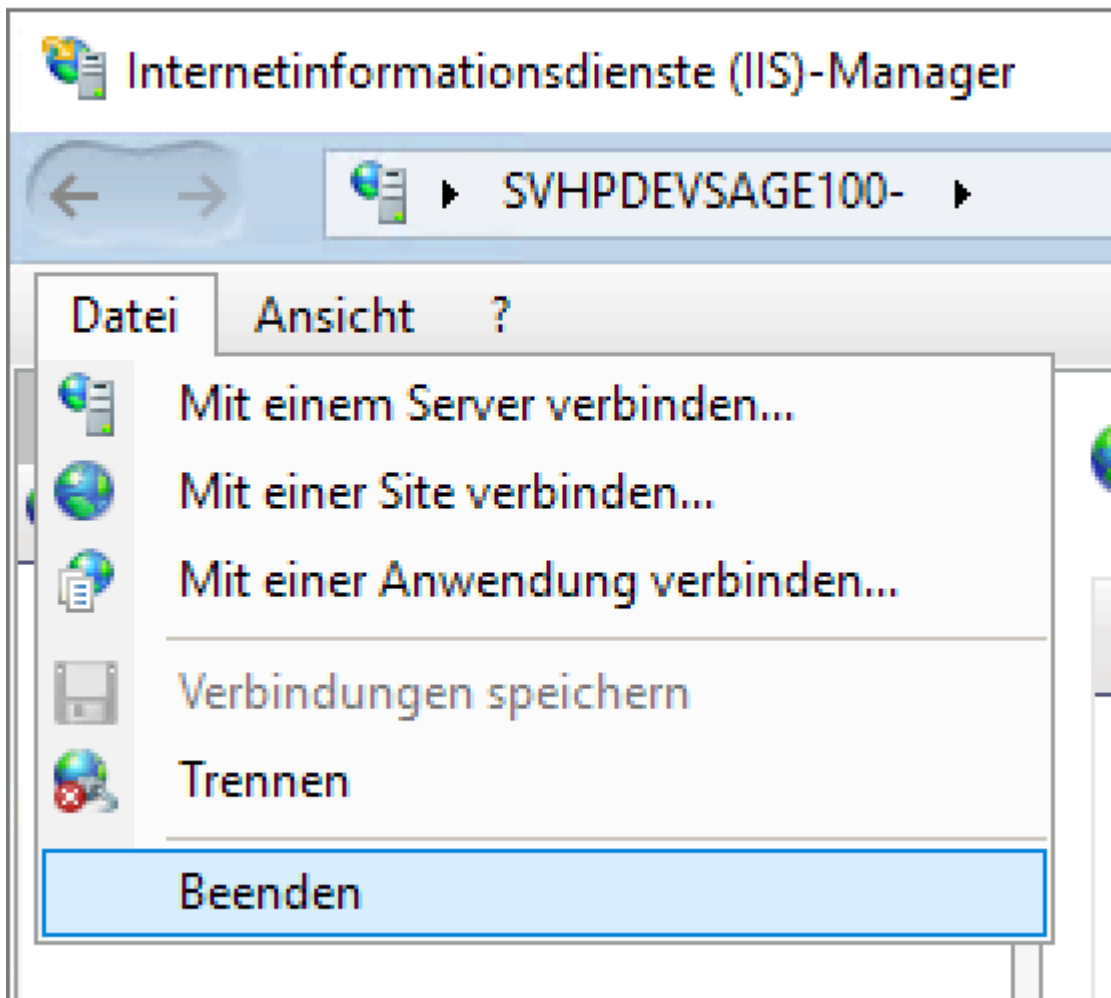 Internetinformationsdienste (IIS)-Manager
SVHPDEVSAGE100-
Datei Ansicht ?
Mit einem Server verbinden...
Mit einer Site verbinden...
Mit einer Anwendung verbinden...
Verbindungen speichern
Trennen
Beenden